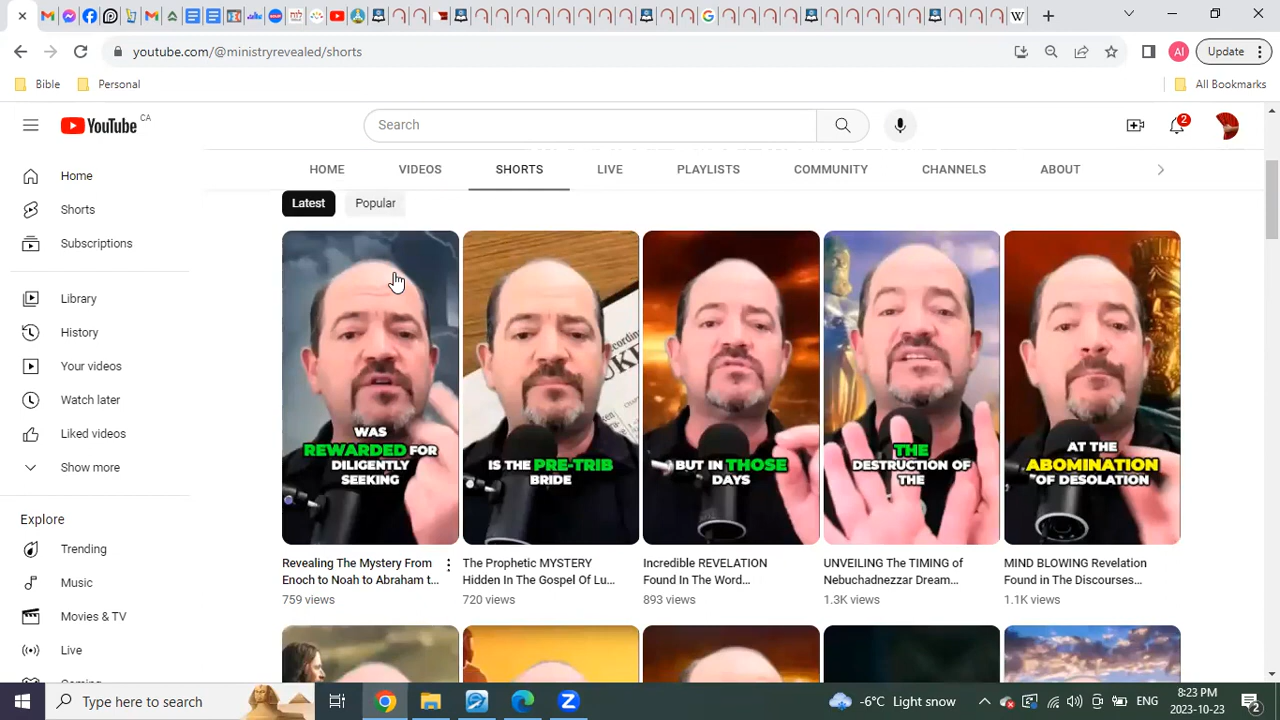 youtube.com/@ministryrevealed/shorts
AI
Update
Bible
Personal
All Bookmarks
YouTube CA
Search
2
HOME
VIDEOS
SHORTS
LIVE
PLAYLISTS
COMMUNITY
CHANNELS
ABOUT
Home
Shorts
Subscriptions
Library
History
Your videos
Watch later
Liked videos
Show more
Explore
Trending
Music
Movies & TV
Live
Latest
Popular
WAS
REWARDED FOR
DILIGENTLY
SEEKING
IS THE PRE-TRIB
BRIDE
BUT IN THOSE
DAYS
THE
DESTRUCTION OF
THE
AT THE
ABOMINATION
OF DESOLATION
Revealing The Mystery From
Enoch to Noah to Abraham t...
759 views
The Prophetic MYSTERY
Hidden In The Gospel Of Lu...
720 views
Incredible REVELATION
Found In The Word...
893 views
UNVEILING The TIMING of
Nebuchadnezzar Dream...
1.3K views
MIND BLOWING Revelation
Found in The Discourses...
1.1K views
Type here to search
-6°C Light snow
ENG
8:23 PM
2023-10-23
2